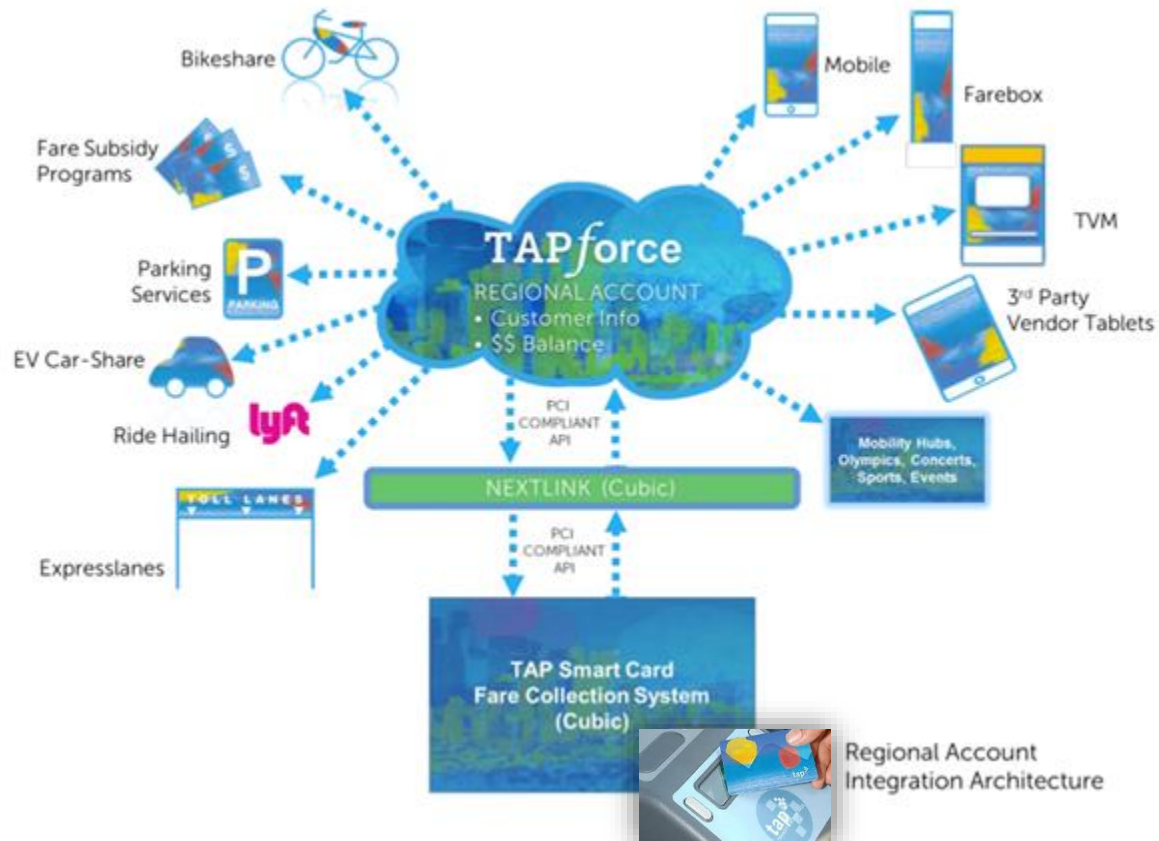 Bikeshare
Mobile
Farebox
Fare Subsidy
Programs
$
$
TVM
Parking
Services
P
PARKING
TAPforce
REGIONAL ACCOUNT
• Customer Info
• $$ Balance
3rd Party
Vendor Tablets
EV Car-Share
Ride Hailing
lyft
PCI
COMPLIANT
API
Mobility Hubs,
Olympics, Concerts,
Sports, Events
NEXTLINK (Cubic)
TOLL LANES
Expresslanes
PCI
COMPLIANT
API
TAP Smart Card
Fare Collection System
(Cubic)
tap
tap
Regional Account
Integration Architecture